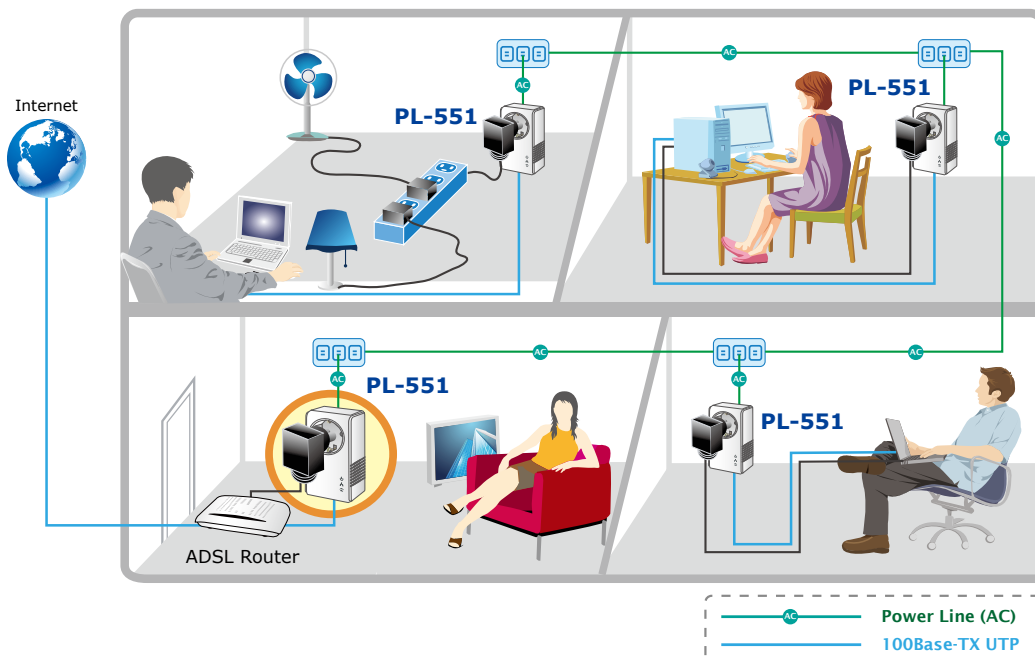 Internet
PL-551
AC
AC
PL-551
AC
AC
PL-551
AC
AC
AC
AC
PL-551
ADSL Router
AC
Power Line (AC)
100Base-TX UTP